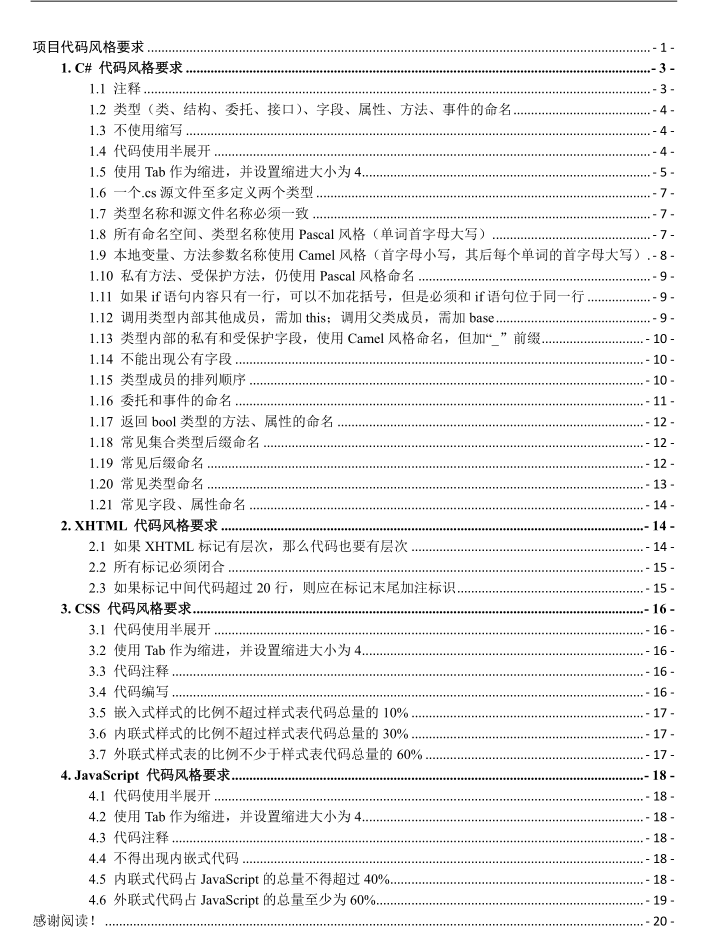 项目代码风格要求 - 1 -
1. C# 代码风格要求 - 3 -
1.1 注释 - 3 -
1.2 类型（类、结构、委托、接口）、字段、属性、方法、事件的命名 - 4 -
1.3 不使用缩写 - 4 -
1.4 代码使用半展开 - 4 -
1.5 使用 Tab 作为缩进，并设置缩进大小为 4 - 5 -
1.6 一个.cs 源文件至多定义两个类型 - 7 -
1.7 类型名称和源文件名称必须一致 - 7 -
1.8 所有命名空间、类型名称使用 Pascal 风格（单词首字母大写） - 7 -
1.9 本地变量、方法参数名称使用 Camel 风格（首字母小写，其后每个单词的首字母大写）. - 8 -
1.10 私有方法、受保护方法，仍使用 Pascal 风格命名 - 9 -
1.11 如果 if 语句内容只有一行，可以不加花括号，但是必须和 if 语句位于同一行 - 9 -
1.12 调用类型内部其他成员，需加 this；调用父类成员，需加 base - 9 -
1.13 类型内部的私有和受保护字段，使用 Camel 风格命名，但加“_”前缀 - 10 -
1.14 不能出现公有字段 - 10 -
1.15 类型成员的排列顺序 - 10 -
1.16 委托和事件的命名 - 11 -
1.17 返回 bool 类型的方法、属性的命名 - 12 -
1.18 常见集合类型后缀命名 - 12 -
1.19 常见后缀命名 - 12 -
1.20 常见类型命名 - 13 -
1.21 常见字段、属性命名 - 14 -
2. XHTML 代码风格要求 - 14 -
2.1 如果 XHTML 标记有层次，那么代码也要有层次 - 14 -
2.2 所有标记必须闭合 - 15 -
2.3 如果标记中间代码超过 20 行，则应在标记末尾加注标识 - 15 -
3. CSS 代码风格要求 - 16 -
3.1 代码使用半展开 - 16 -
3.2 使用 Tab 作为缩进，并设置缩进大小为 4 - 16 -
3.3 代码注释 - 16 -
3.4 代码编写 - 16 -
3.5 嵌入式样式的比例不超过样式表代码总量的 10% - 17 -
3.6 内联式样式的比例不超过样式表代码总量的 30% - 17 -
3.7 外联式样式表的比例不少于样式表代码总量的 60% - 17 -
4. JavaScript 代码风格要求 - 18 -
4.1 代码使用半展开 - 18 -
4.2 使用 Tab 作为缩进，并设置缩进大小为 4 - 18 -
4.3 代码注释 - 18 -
4.4 不得出现内嵌式代码 - 18 -
4.5 内联式代码占 JavaScript 的总量不得超过 40% - 18 -
4.6 外联式代码占 JavaScript 的总量至少为 60% - 19 -
感谢阅读！ - 20 -